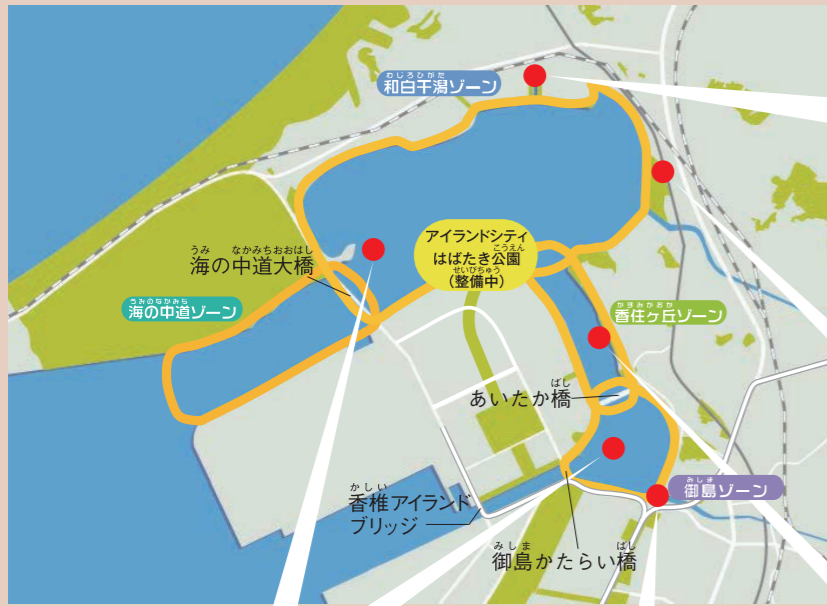 わじろひがた
和白干潟ゾーン
うみ なかみちおおはし
海の中道大橋
アイランドシティ
こうえん
はばたき公園
せいびちゅう
(整備中)
うみのなかみち
海の中道ゾーン
かすみがおか
香住ヶ丘ゾーン
ばし
あいたか橋
みしま
御島ゾーン
かしい
香椎アイランド
ブリッジ
みしま ばし
御島かたらい橋